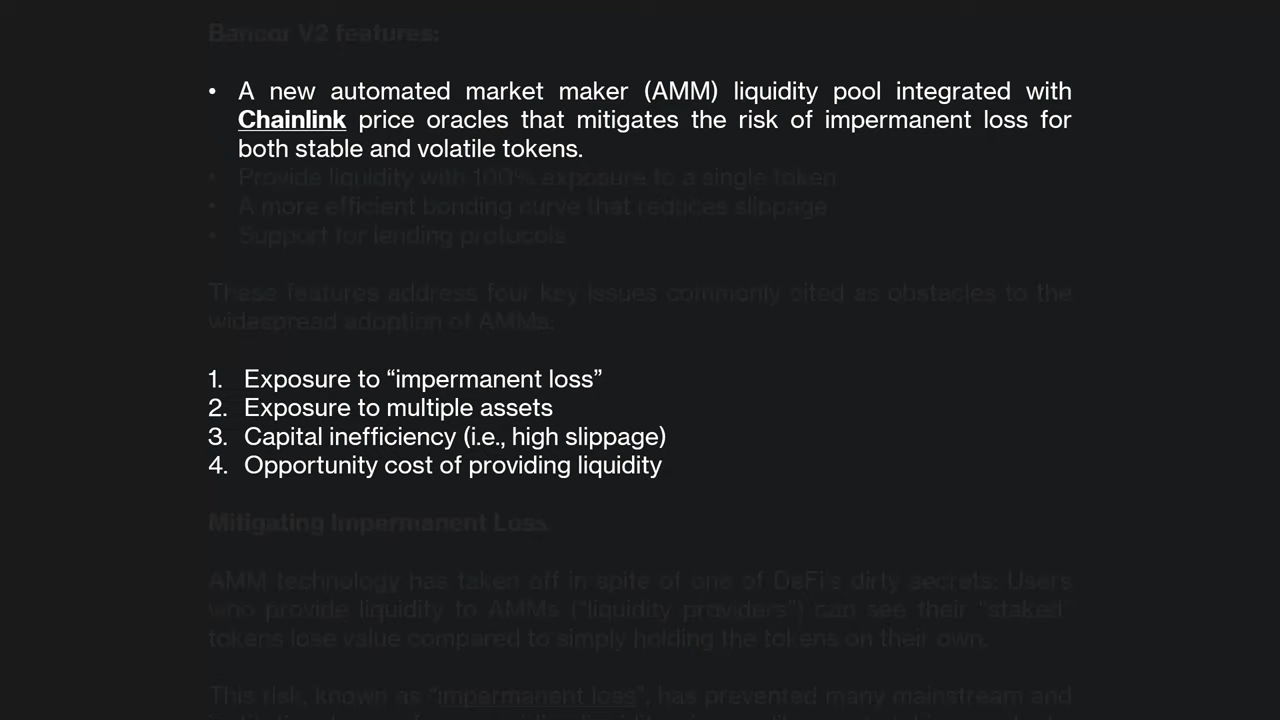 Bancor V2 features:
• A new automated market maker (AMM) liquidity pool integrated with
Chainlink price oracles that mitigates the risk of impermanent loss for
both stable and volatile tokens.
• Provide liquidity with 100% exposure to a single token
• A more efficient bonding curve that reduces slippage
• Support for lending protocols
These features address four key issues commonly cited as obstacles to the
widespread adoption of AMMs:
1. Exposure to “impermanent loss”
2. Exposure to multiple assets
3. Capital inefficiency (i.e., high slippage)
4. Opportunity cost of providing liquidity
Mitigating Impermanent Loss
AMM technology has taken off in spite of one of DeFi’s dirty secrets: Users
who provide liquidity to AMMs (“liquidity providers”) can see their “staked”
tokens lose value compared to simply holding the tokens on their own.
This risk, known as “impermanent loss”, has prevented many mainstream and